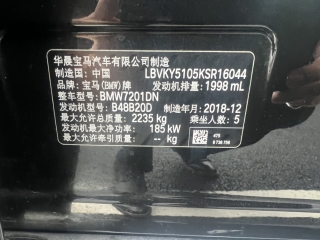 华晨宝马汽车有限公司制造
制造国：中国 LBVKY5105KSR16044
品牌：宝马(BMW)牌 发动机排量：1998 mL
整车型号：BMW7201DN
发动机型号：B48B20D 制造年月：2018-12
最大允许总质量：2235 kg 乘坐人数：5
发动机最大净功率：185 kW
最大允许牵引质量：-- kg